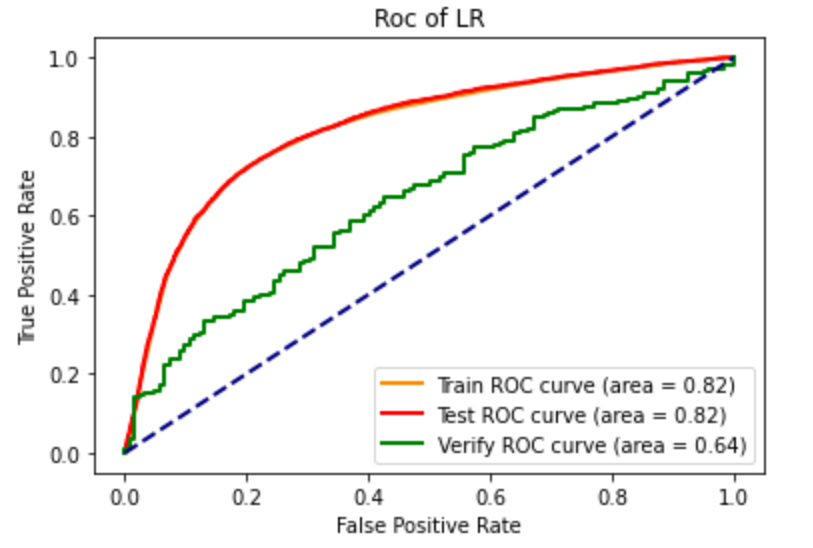 Roc of LR
True Positive Rate
1.0
0.8
0.6
0.4
0.2
0.0
Train ROC curve (area = 0.82)
Test ROC curve (area = 0.82)
Verify ROC curve (area = 0.64)
0.0 0.2 0.4 0.6 0.8 1.0
False Positive Rate